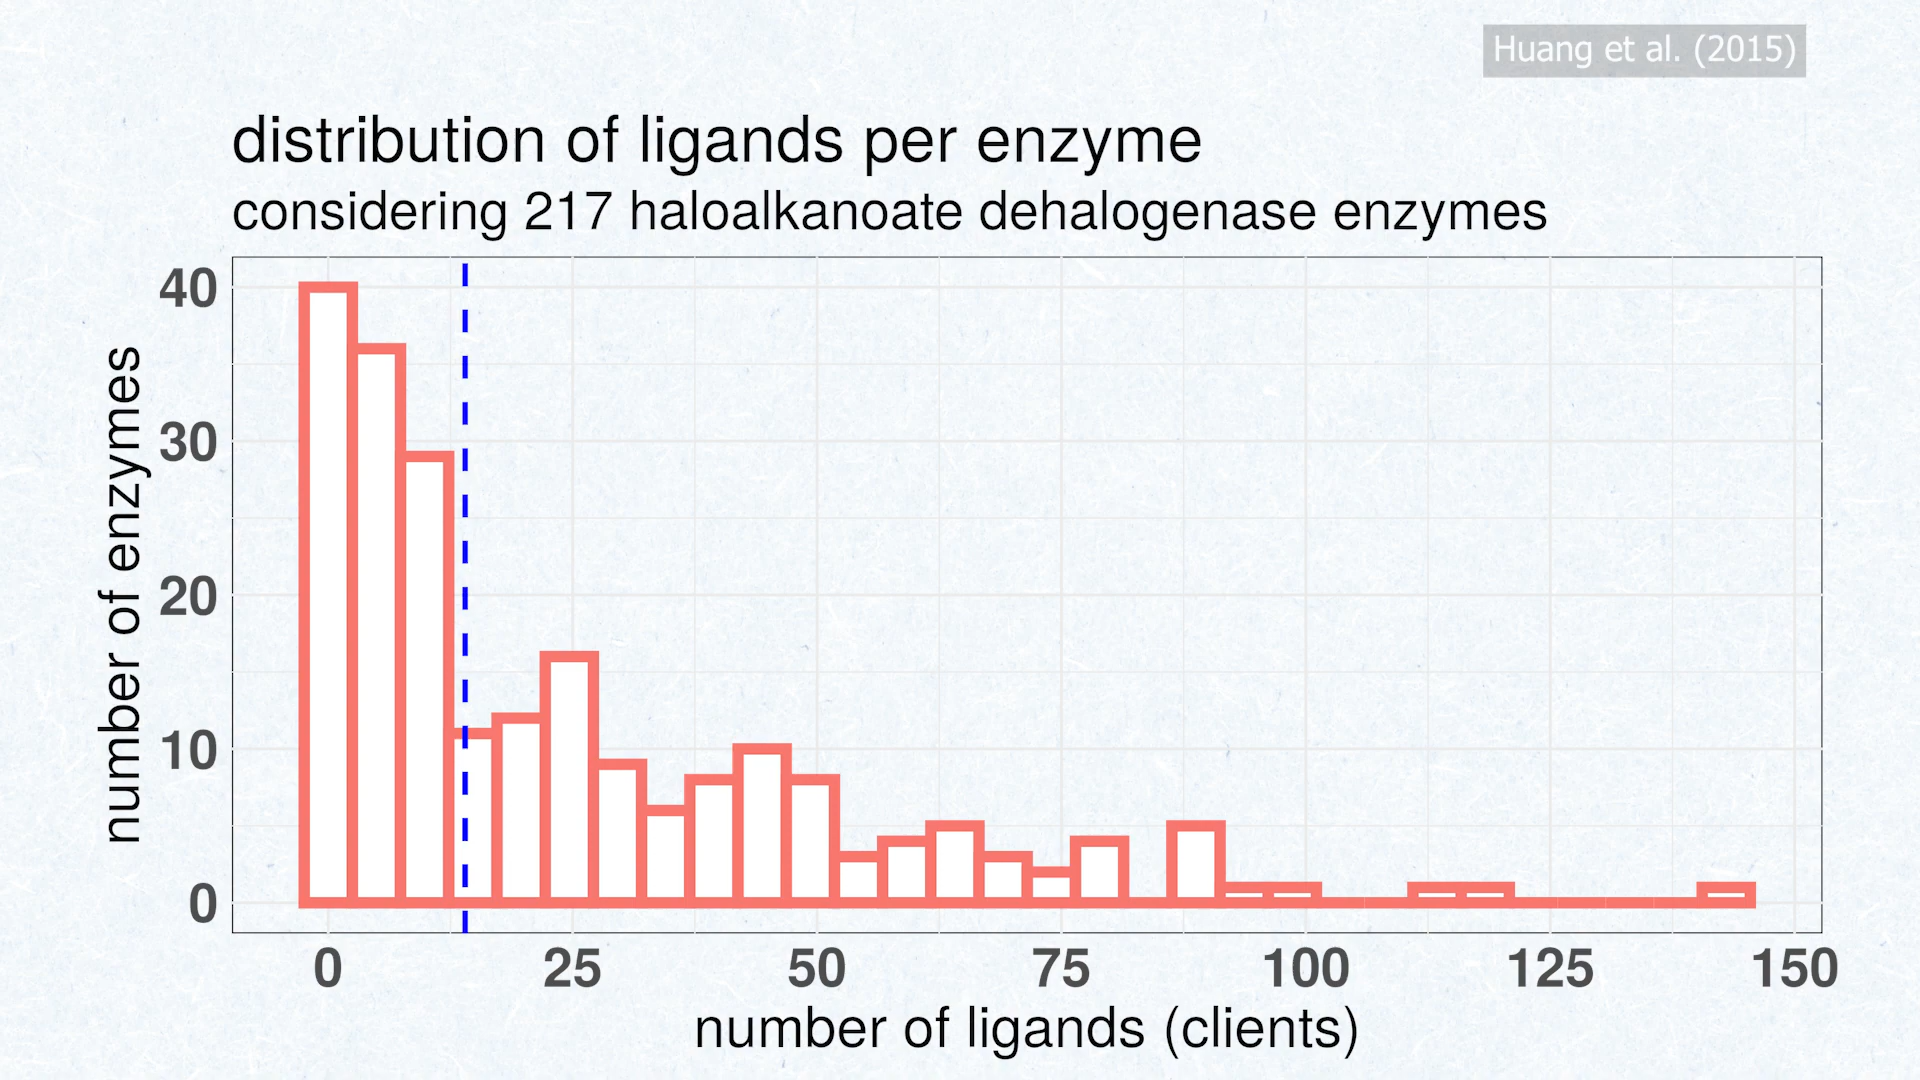 Huang et al. (2015)
distribution of ligands per enzyme
considering 217 haloalkanoate dehalogenase enzymes
number of enzymes
40
30
20
10
0
0 25 50 75 100 125 150
number of ligands (clients)